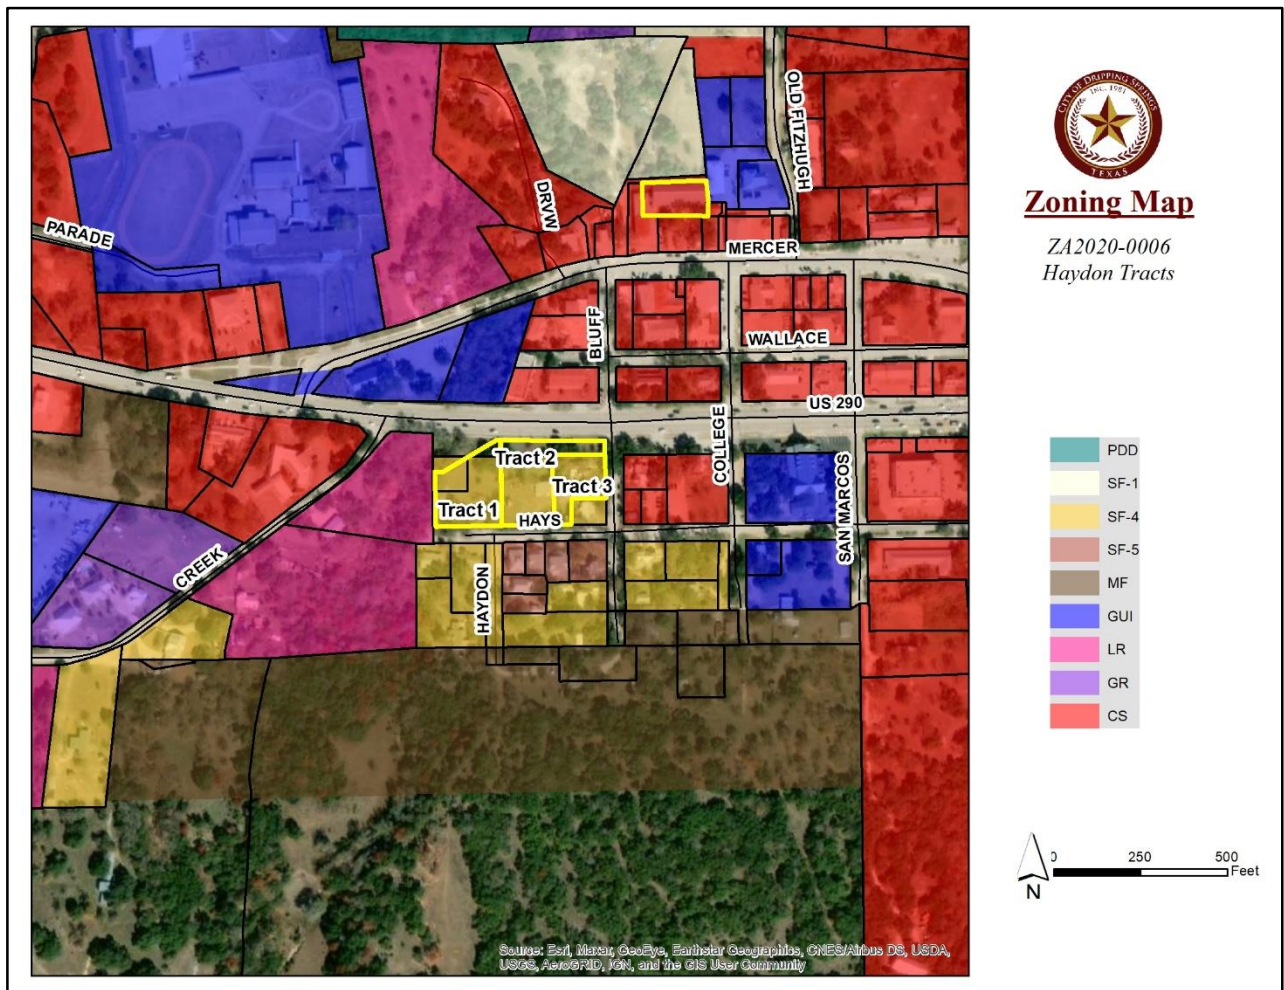 CITY OF DRIPPING SPRINGS
INC. 1981
TEXAS
Zoning Map
ZA2020-0006
Haydon Tracts
OLD FITZHUGH
DRVW
PARADE
MERCER
BLUFF
WALLACE
US 290
COLLEGE
SAN MARCOS
Tract 2
Tract 3
Tract 1
HAYS
CREEK
HAYDON
PDD
SF-1
SF-4
SF-5
MF
GUI
LR
GR
CS
0 250 500
Feet
N
Source: Esri, Maxar, GeoEye, Earthstar Geographics, CNES/Airbus DS, USDA,
USGS, AeroGRID, IGN, and the GIS User Community